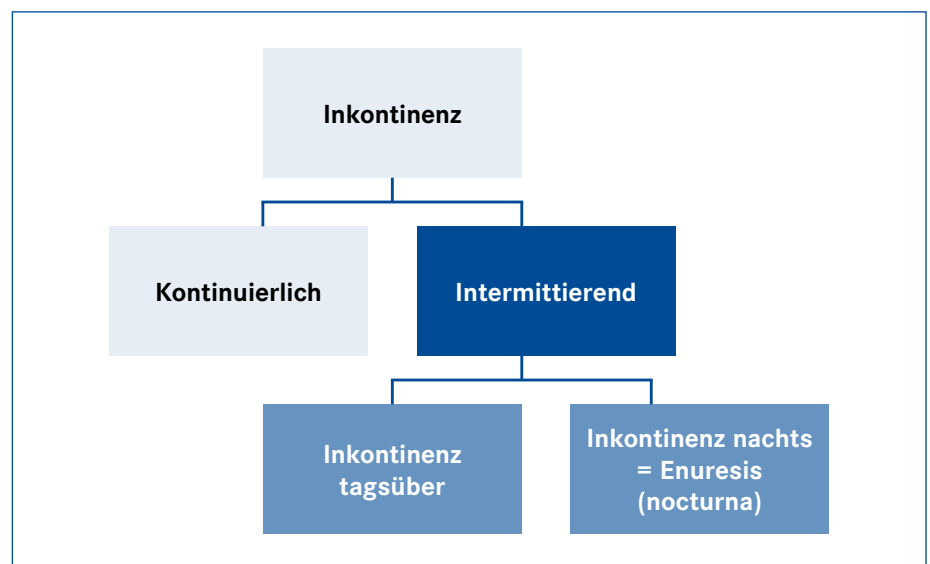 Inkontinenz
Kontinuierlich
Intermittierend
Inkontinenz
tagsüber
Inkontinenz nachts
= Enuresis
(nocturna)